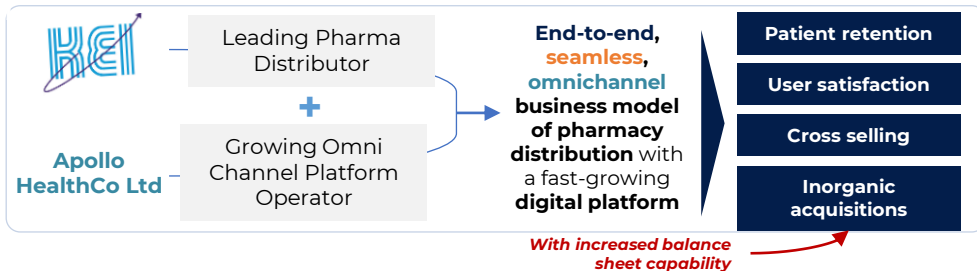 KEI
Leading Pharma
Distributor
+
Apollo
HealthCo Ltd
Growing Omni
Channel Platform
Operator
End-to-end,
seamless,
omnichannel
business model
of pharmacy
distribution with
a fast-growing
digital platform
Patient retention
User satisfaction
Cross selling
Inorganic
acquisitions
With increased balance
sheet capability